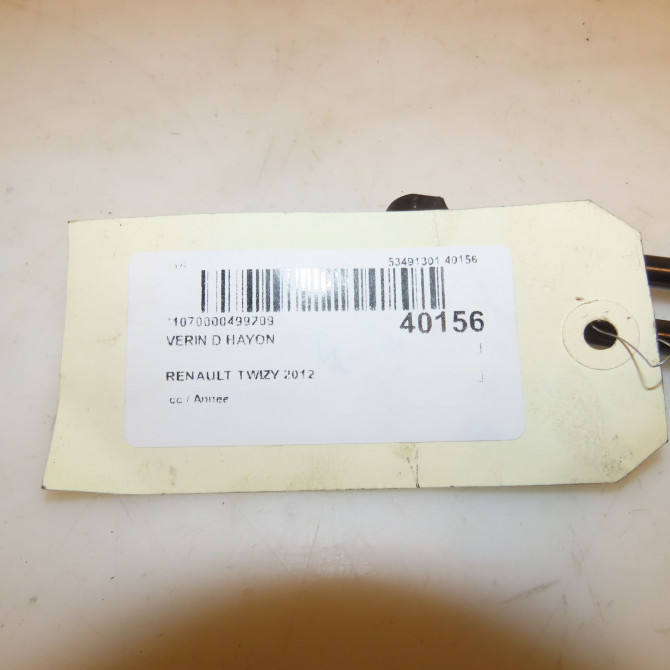 53491301 40156
*1070000499209
40156
VERIN D HAYON
RENAULT TWIZY 2012
cc / Annee